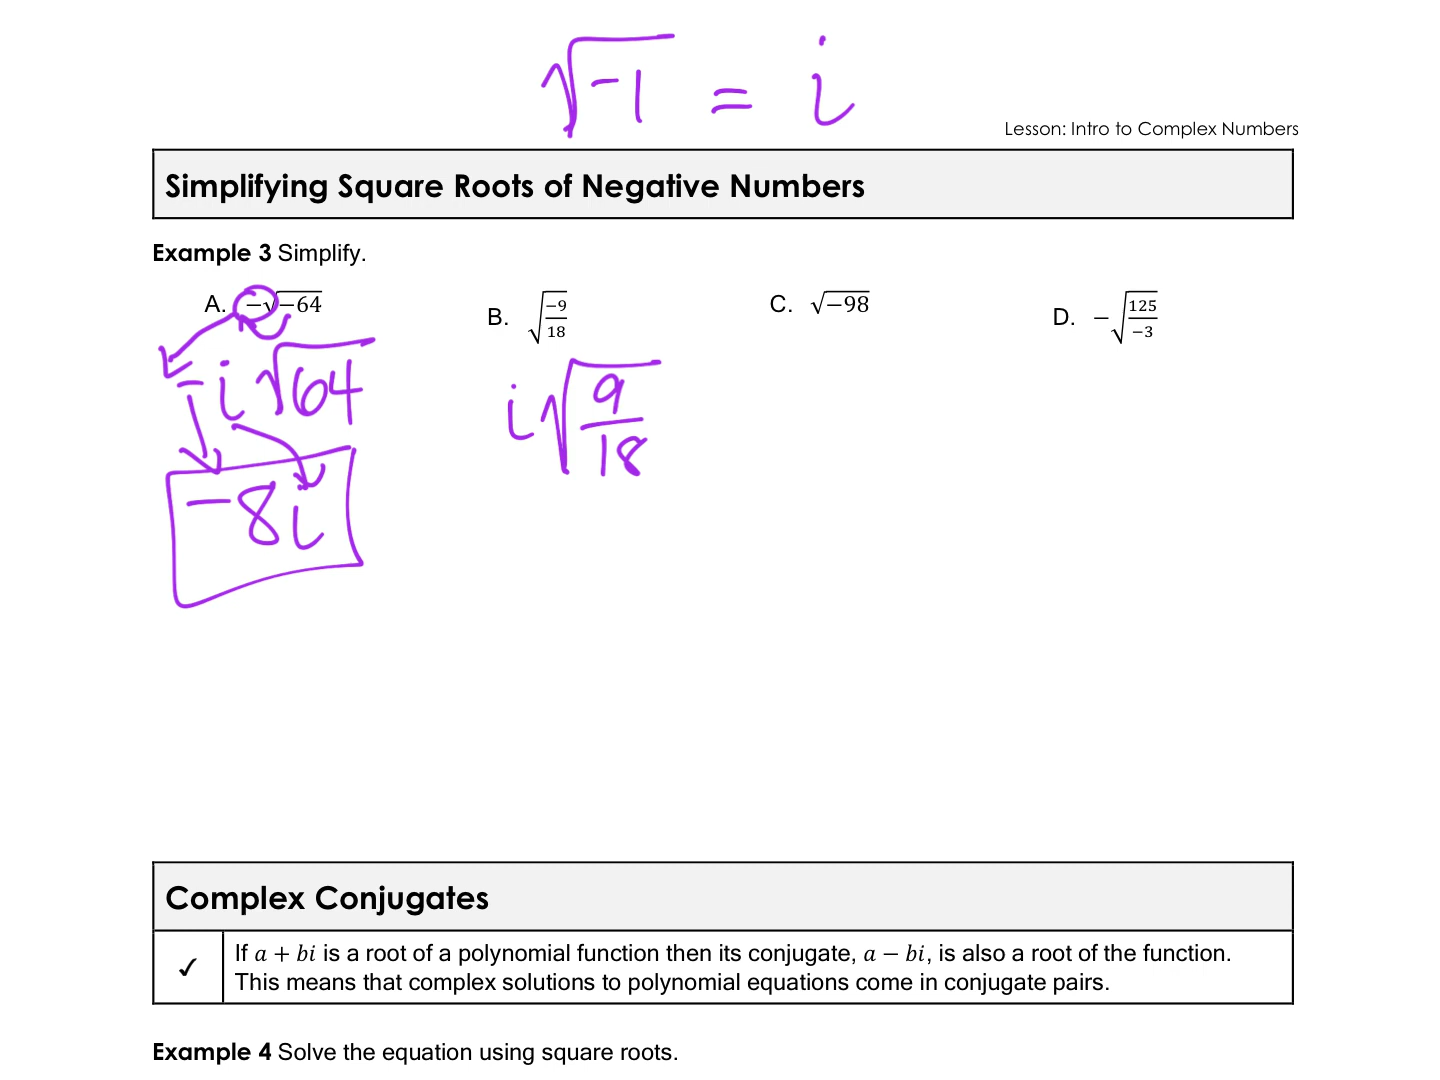 √-1 = i
Lesson: Intro to Complex Numbers
Simplifying Square Roots of Negative Numbers
Example 3 Simplify.
A. −√−64 B. √(−9/18) C. √−98 D. −√(125/−3)
-i√64 i√(9/18)
-8i
Complex Conjugates
✓ If a + bi is a root of a polynomial function then its conjugate, a − bi, is also a root of the function.
This means that complex solutions to polynomial equations come in conjugate pairs.
Example 4 Solve the equation using square roots.